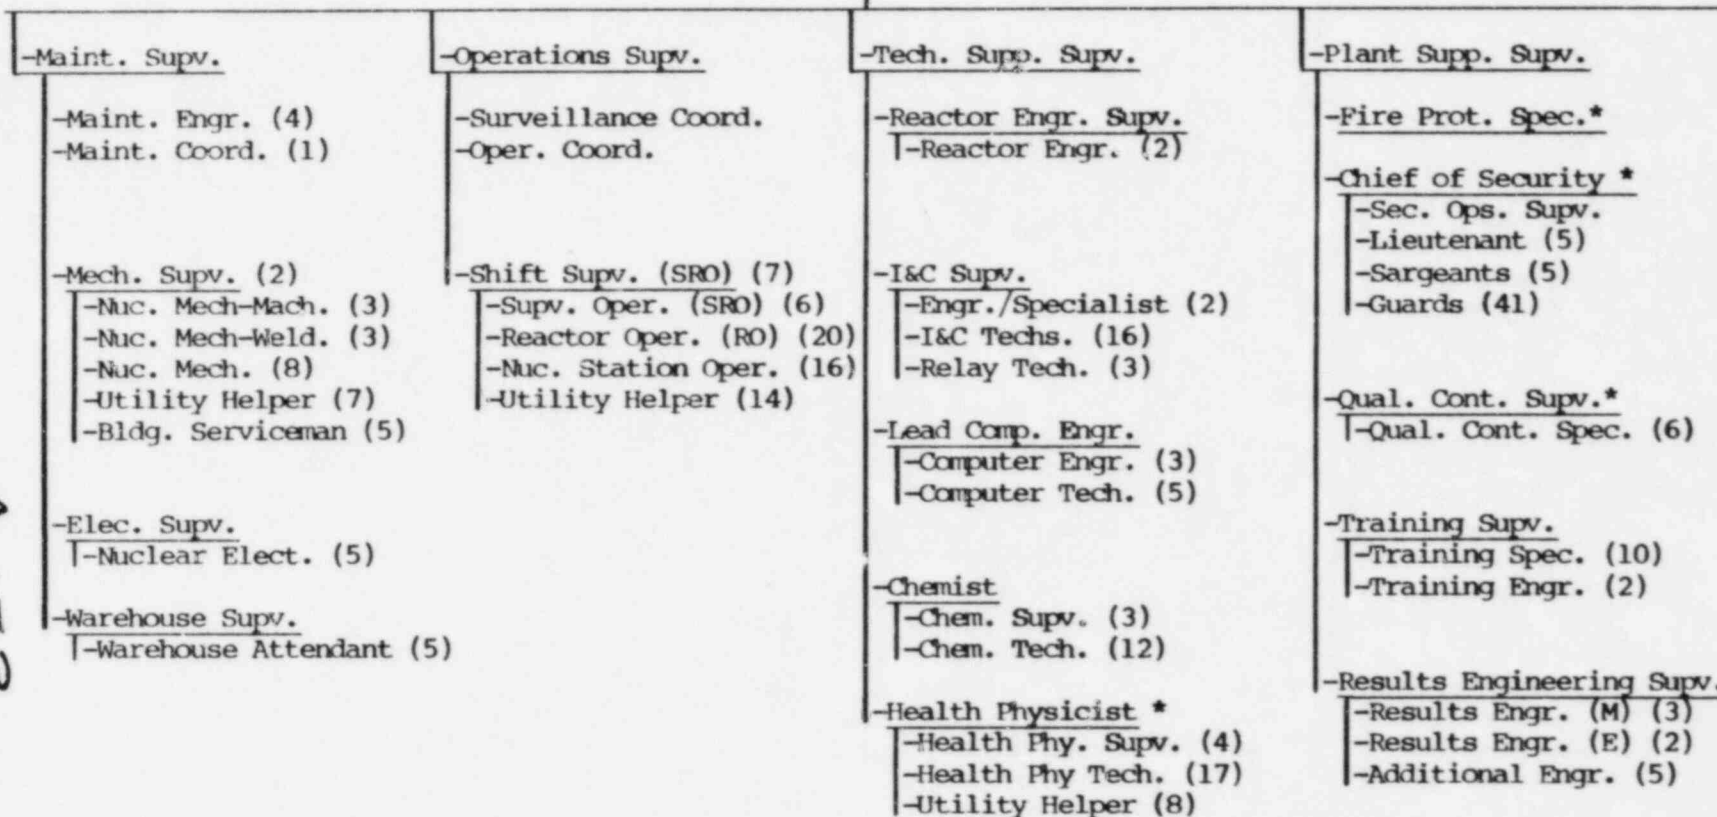 -Maint. Supv.
-Maint. Engr. (4)
-Maint. Coord. (1)
-Mech. Supv. (2)
-Nuc. Mech-Mach. (3)
-Nuc. Mech-Weld. (3)
-Nuc. Mech. (8)
-Utility Helper (7)
-Bldg. Serviceman (5)
-Elec. Supv.
-Nuclear Elect. (5)
-Warehouse Supv.
-Warehouse Attendant (5)
-Operations Supv.
-Surveillance Coord.
-Oper. Coord.
-Shift Supv. (SRO) (7)
-Supv. Oper. (SRO) (6)
-Reactor Oper. (RO) (20)
-Nuc. Station Oper. (16)
-Utility Helper (14)
-Tech. Supp. Supv.
-Reactor Engr. Supv.
-Reactor Engr. (2)
-I&C Supv.
-Engr./Specialist (2)
-I&C Techs. (16)
-Relay Tech. (3)
-Lead Comp. Engr.
-Computer Engr. (3)
-Computer Tech. (5)
-Chemist
-Chem. Supv. (3)
-Chem. Tech. (12)
-Health Physicist *
-Health Phy. Supv. (4)
-Health Phy Tech. (17)
-Utility Helper (8)
-Plant Supp. Supv.
-Fire Prot. Spec.*
-Chief of Security *
-Sec. Ops. Supv.
-Lieutenant (5)
-Sargeants (5)
-Guards (41)
-Qual. Cont. Supv.*
-Qual. Cont. Spec. (6)
-Training Supv.
-Training Spec. (10)
-Training Engr. (2)
-Results Engineering Supv.
-Results Engr. (M) (3)
-Results Engr. (E) (2)
-Additional Engr. (5)